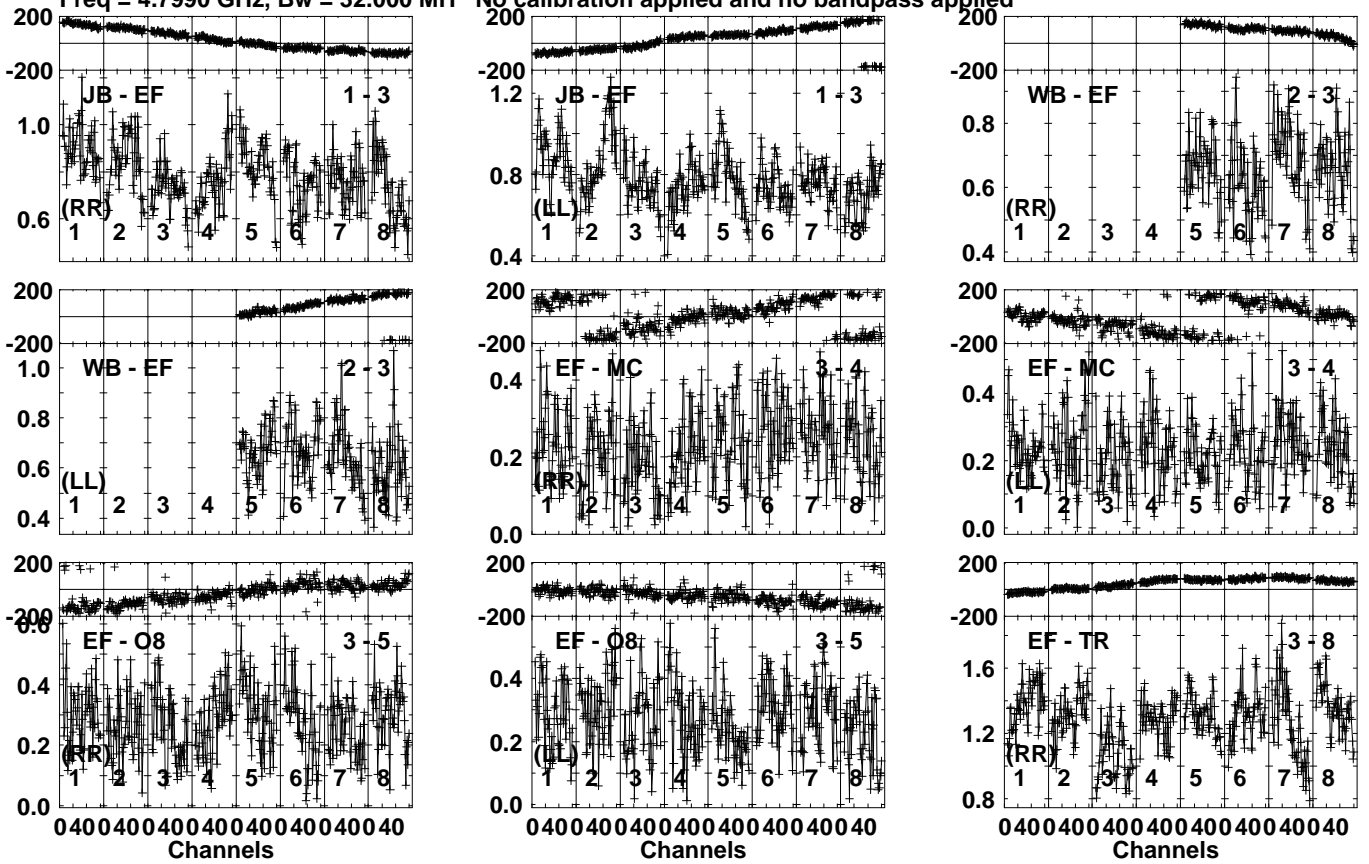 Freq = 4.7990 GHz, Bw = 32.000 MH No calibration applied and no bandpass applied
200 200 200
-200 -200 -200
JB - EF 1 - 3 JB - EF 1 - 3 WB - EF 2 - 3
1.2
1.0 0.8
0.8 0.6
0.6
(RR) (LL) (RR)
1 2 3 4 5 6 7 8 1 2 3 4 5 6 7 8 1 2 3 4 5 6 7 8
0.4 0.4
200 200 200
-200 -200 -200
WB - EF 2 - 3 EF - MC 3 - 4 EF - MC 3 - 4
1.0 0.4 0.4
0.8
0.6 0.2 0.2
(LL) (RR) (LL)
1 2 3 4 5 6 7 8 1 2 3 4 5 6 7 8 1 2 3 4 5 6 7 8
0.4 0.0 0.0
200 200 200
-200 -200 -200
0.6
EF - O8 3 - 5 EF - O8 3 - 5 EF - TR 3 - 8
0.6 1.6
0.4 0.4
0.2 0.2 1.2
(RR) (LL) (RR)
1 2 3 4 5 6 7 8 1 2 3 4 5 6 7 8 1 2 3 4 5 6 7 8
0.0 0.0 0.8
0 40 0 40 0 40 0 40 0 40 0 40 0 40 0 40 0 40 0 40 0 40 0 40 0 40 0 40 0 40 0 40 0 40 0 40 0 40 0 40 0 40 0 40 0 40 0 40
Channels Channels Channels